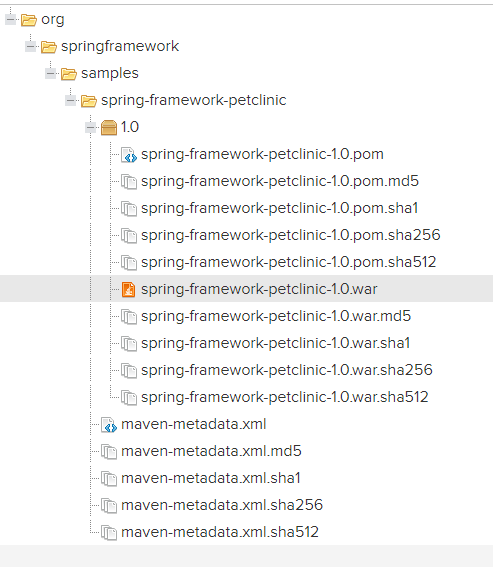 org
springframework
samples
spring-framework-petclinic
1.0
spring-framework-petclinic-1.0.pom
spring-framework-petclinic-1.0.pom.md5
spring-framework-petclinic-1.0.pom.sha1
spring-framework-petclinic-1.0.pom.sha256
spring-framework-petclinic-1.0.pom.sha512
spring-framework-petclinic-1.0.war
spring-framework-petclinic-1.0.war.md5
spring-framework-petclinic-1.0.war.sha1
spring-framework-petclinic-1.0.war.sha256
spring-framework-petclinic-1.0.war.sha512
maven-metadata.xml
maven-metadata.xml.md5
maven-metadata.xml.sha1
maven-metadata.xml.sha256
maven-metadata.xml.sha512